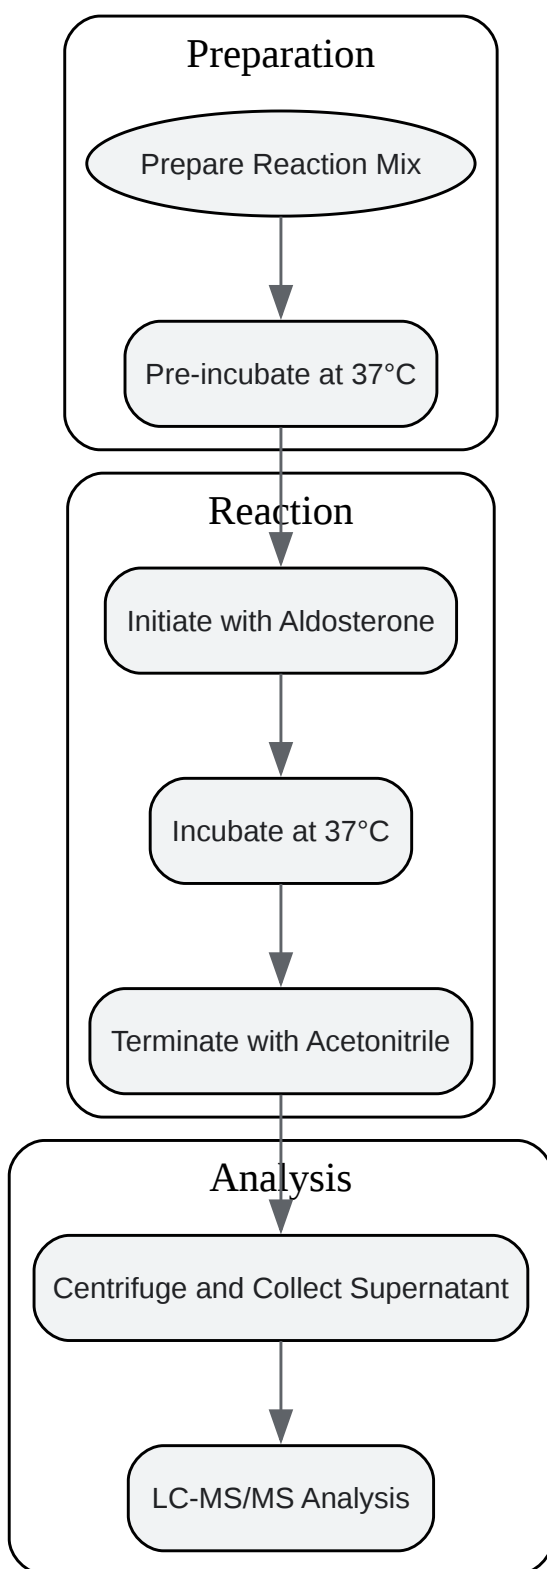 Preparation
Prepare Reaction Mix
Pre-incubate at 37°C
Reaction
Initiate with Aldosterone
Incubate at 37°C
Terminate with Acetonitrile
Analysis
Centrifuge and Collect Supernatant
LC-MS/MS Analysis